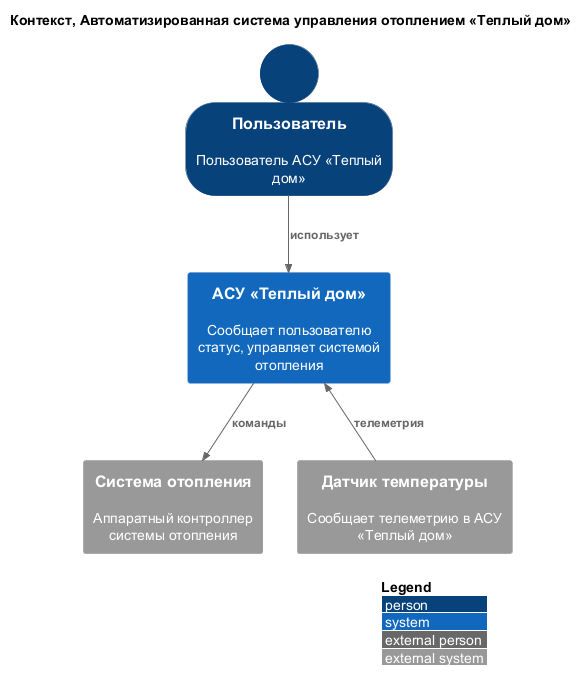 Контекст, Автоматизированная система управления отоплением «Теплый дом»
Пользователь
Пользователь АСУ «Теплый
дом»
использует
АСУ «Теплый дом»
Сообщает пользователю
статус, управляет системой
отопления
команды
телеметрия
Система отопления
Аппаратный контроллер
системы отопления
Датчик температуры
Сообщает телеметрию в АСУ
«Теплый дом»
Legend
person
system
external person
external system